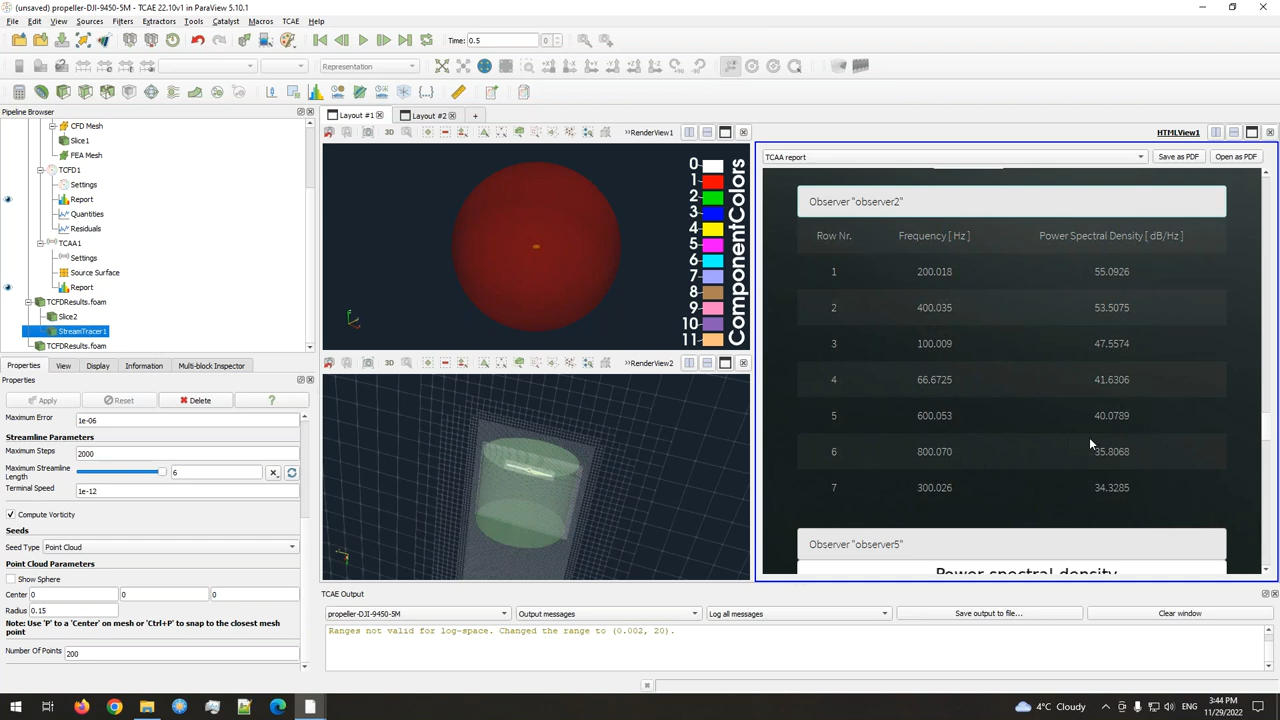 (unsaved) propeller-DJI-9450-5M - TCAE 22.10v1 in ParaView 5.10.1
File Edit View Sources Filters Extractors Tools Catalyst Macros TCAE Help
Time: 0.5 0
Representation
Pipeline Browser
CFD Mesh
Slice1
FEA Mesh
TCFD1
Settings
Report
Quantities
Residuals
TCAA1
Settings
Source Surface
Report
TCFDResults.foam
Slice2
StreamTracer1
TCFDResults.foam
Properties View Display Information Multi-block Inspector
Properties
Apply Reset Delete ?
Maximum Error 1e-06
Streamline Parameters
Maximum Steps 2000
Maximum Streamline Length 6
Terminal Speed 1e-12
Compute Vorticity
Seeds
Seed Type Point Cloud
Point Cloud Parameters
Show Sphere
Center 0 0 0
Radius 0.15
Note: Use 'P' to a 'Center' on mesh or 'Ctrl+P' to snap to the closest mesh
point
Number Of Points 200
Layout #1 Layout #2 +
3D >>RenderView1
0
1
2
3
4
5
6
7
8
9
10
11
ComponentColors
3D >>RenderView2
HTMLView1
TCAA report Save as PDF Open as PDF
Observer "observer2"
Row Nr. Frequency [ Hz ] Power Spectral Density [ dB/Hz ]
1 200.018 55.0926
2 400.035 53.5075
3 100.009 47.5574
4 66.6725 41.6306
5 600.053 40.0789
6 800.070 35.8068
7 300.026 34.3285
Observer "observer5"
Power spectral density
TCAE Output
propeller-DJI-9450-5M Output messages Log all messages Save output to file... Clear window
Ranges not valid for log-space. Changed the range to (0.002, 20).
4°C Cloudy
3:44 PM
11/29/2022